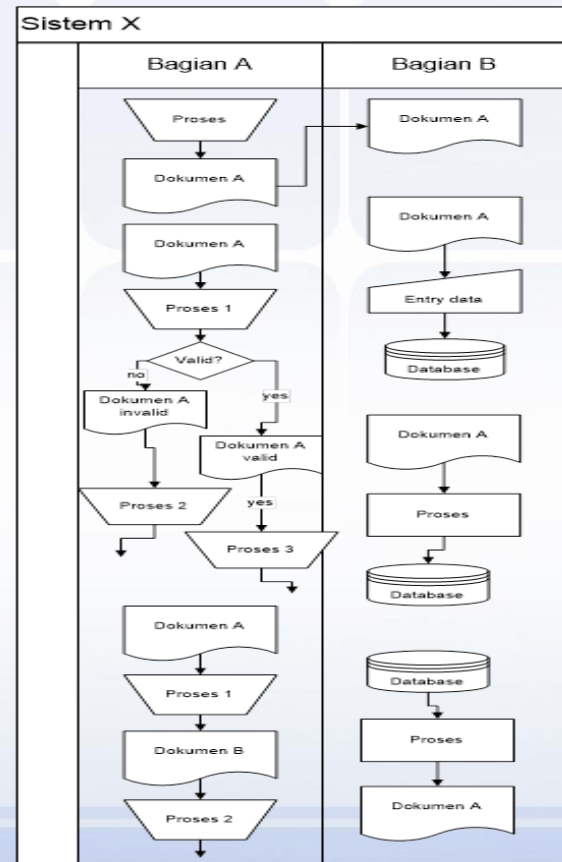 Sistem X
Bagian A
Bagian B
Proses
Dokumen A
Dokumen A
Proses 1
Valid?
no
yes
Dokumen A
invalid
Dokumen A
valid
Proses 2
yes
Proses 3
Dokumen A
Proses 1
Dokumen B
Proses 2
Dokumen A
Dokumen A
Entry data
Database
Dokumen A
Proses
Database
Database
Proses
Dokumen A